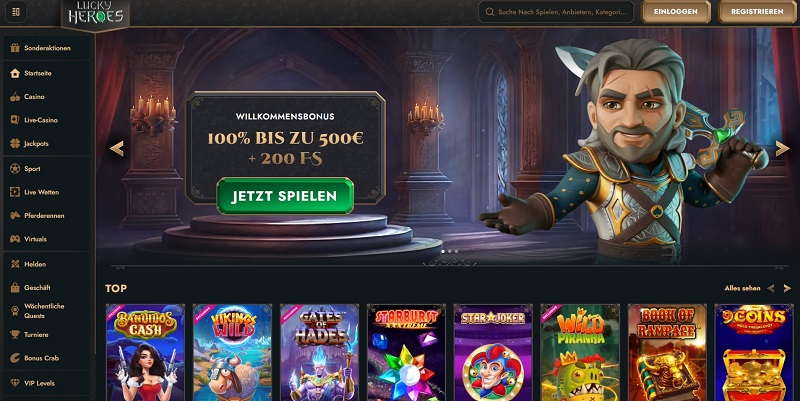 LUCKY
HEROES
Suche Nach Spielen, Anbietern, Kategori...
EINLOGGEN
REGISTRIEREN
Sonderaktionen
Startseite
Casino
Live-Casino
Jackpots
Sport
Live Wetten
Pferderennen
Virtuals
Helden
Geschäft
Wöchentliche
Quests
Turniere
Bonus Crab
VIP Levels
WILLKOMMENSBONUS
100% BIS ZU 500€
+ 200 FS
JETZT SPIELEN
TOP
Alles sehen
BANDIDOS
CASH
VIKINGS
WILD
GATES
OF
HADES
STARBURST
XXXTREME
STAR JOKER
WILD
PIRANHA
BOOK OF
RAMPAGE
9 COINS